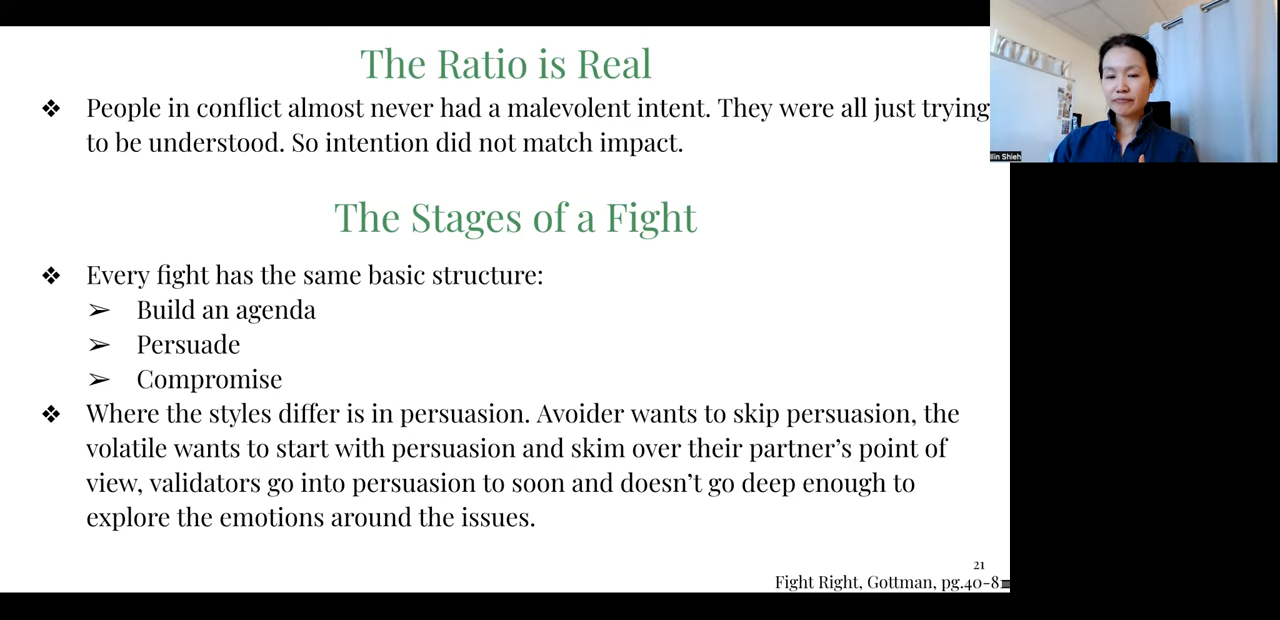 The Ratio is Real
❖ People in conflict almost never had a malevolent intent. They were all just trying
to be understood. So intention did not match impact.
llin Shieh
The Stages of a Fight
❖ Every fight has the same basic structure:
➢ Build an agenda
➢ Persuade
➢ Compromise
❖ Where the styles differ is in persuasion. Avoider wants to skip persuasion, the
volatile wants to start with persuasion and skim over their partner’s point of
view, validators go into persuasion to soon and doesn’t go deep enough to
explore the emotions around the issues.
21
Fight Right, Gottman, pg.40-8